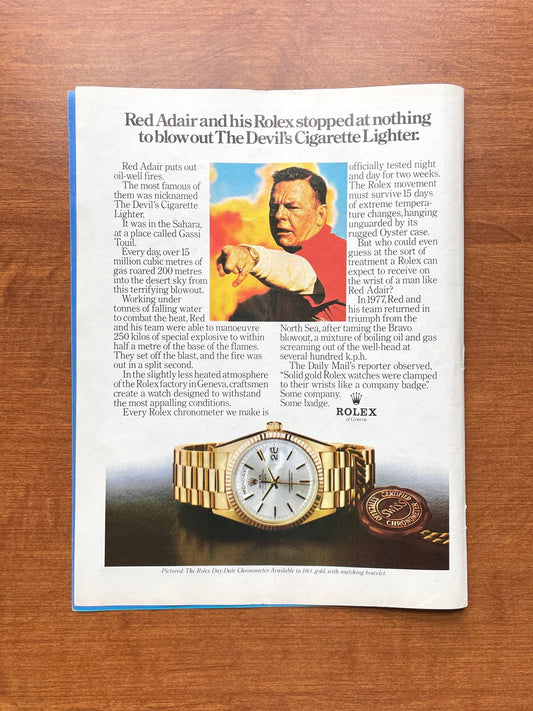 Red Adair and his Rolex stopped at nothing
to blow out The Devil's Cigarette Lighter.
Red Adair puts out
oil-well fires.
The most famous of
them was nicknamed
The Devil's Cigarette
Lighter.
It was in the Sahara,
at a place called Gassi
Touil.
Every day, over 15
million cubic metres of
gas roared 200 metres
into the desert sky from
this terrifying blowout.
Working under
tonnes of falling water
to combat the heat, Red
and his team were able to manoeuvre
250 kilos of special explosive to within
half a metre of the base of the flames.
They set off the blast, and the fire was
out in a split second.
In the slightly less heated atmosphere
of the Rolex factory in Geneva, craftsmen
create a watch designed to withstand
the most appalling conditions.
Every Rolex chronometer we make is
officially tested night
and day for two weeks.
The Rolex movement
must survive 15 days
of extreme tempera-
ture changes, hanging
unguarded by its
rugged Oyster case.
But who could even
guess at the sort of
treatment a Rolex can
expect to receive on
the wrist of a man like
Red Adair?
In 1977, Red and
his team returned in
triumph from the
North Sea, after taming the Bravo
blowout, a mixture of boiling oil and gas
screaming out of the well-head at
several hundred k.p.h.
The Daily Mail's reporter observed,
"Solid gold Rolex watches were clamped
to their wrists like a company badge."
Some company.
Some badge.
ROLEX
of Geneva
OFFICIALLY CERTIFIED
SWISS
CHRONOMETER
Pictured: The Rolex Day Date Chronometer. Available in 18ct. gold, with matching bracelet.